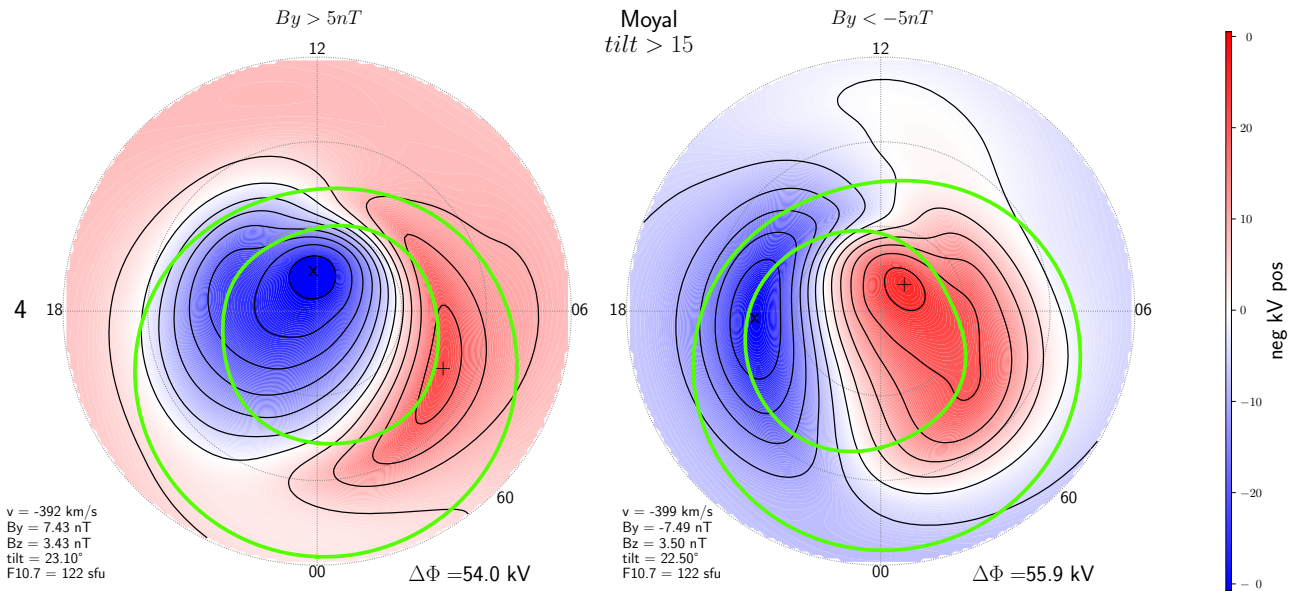 By > 5nT
Moyal
tilt > 15
By < −5nT
12
12
18
06
18
06
4
60
60
00
00
v = -392 km/s
By = 7.43 nT
Bz = 3.43 nT
tilt = 23.10°
F10.7 = 122 sfu
ΔΦ =54.0 kV
v = -399 km/s
By = -7.49 nT
Bz = 3.50 nT
tilt = 22.50°
F10.7 = 122 sfu
ΔΦ =55.9 kV
0
20
10
0
−10
−20
− 0
neg kV pos